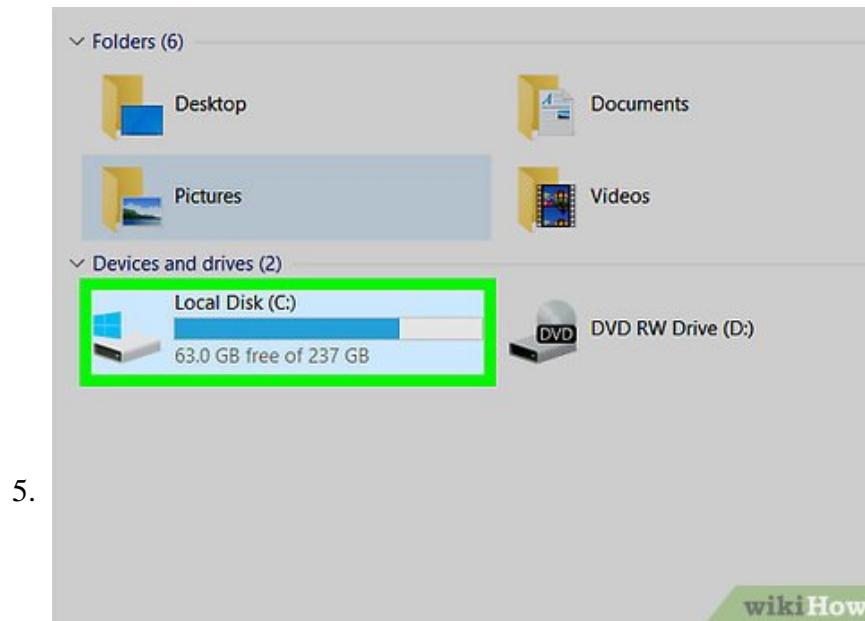 Folders (6)
Desktop
Documents
Pictures
Videos
Devices and drives (2)
Local Disk (C:)
63.0 GB free of 237 GB
DVD
DVD RW Drive (D:)
5.
wikiHow